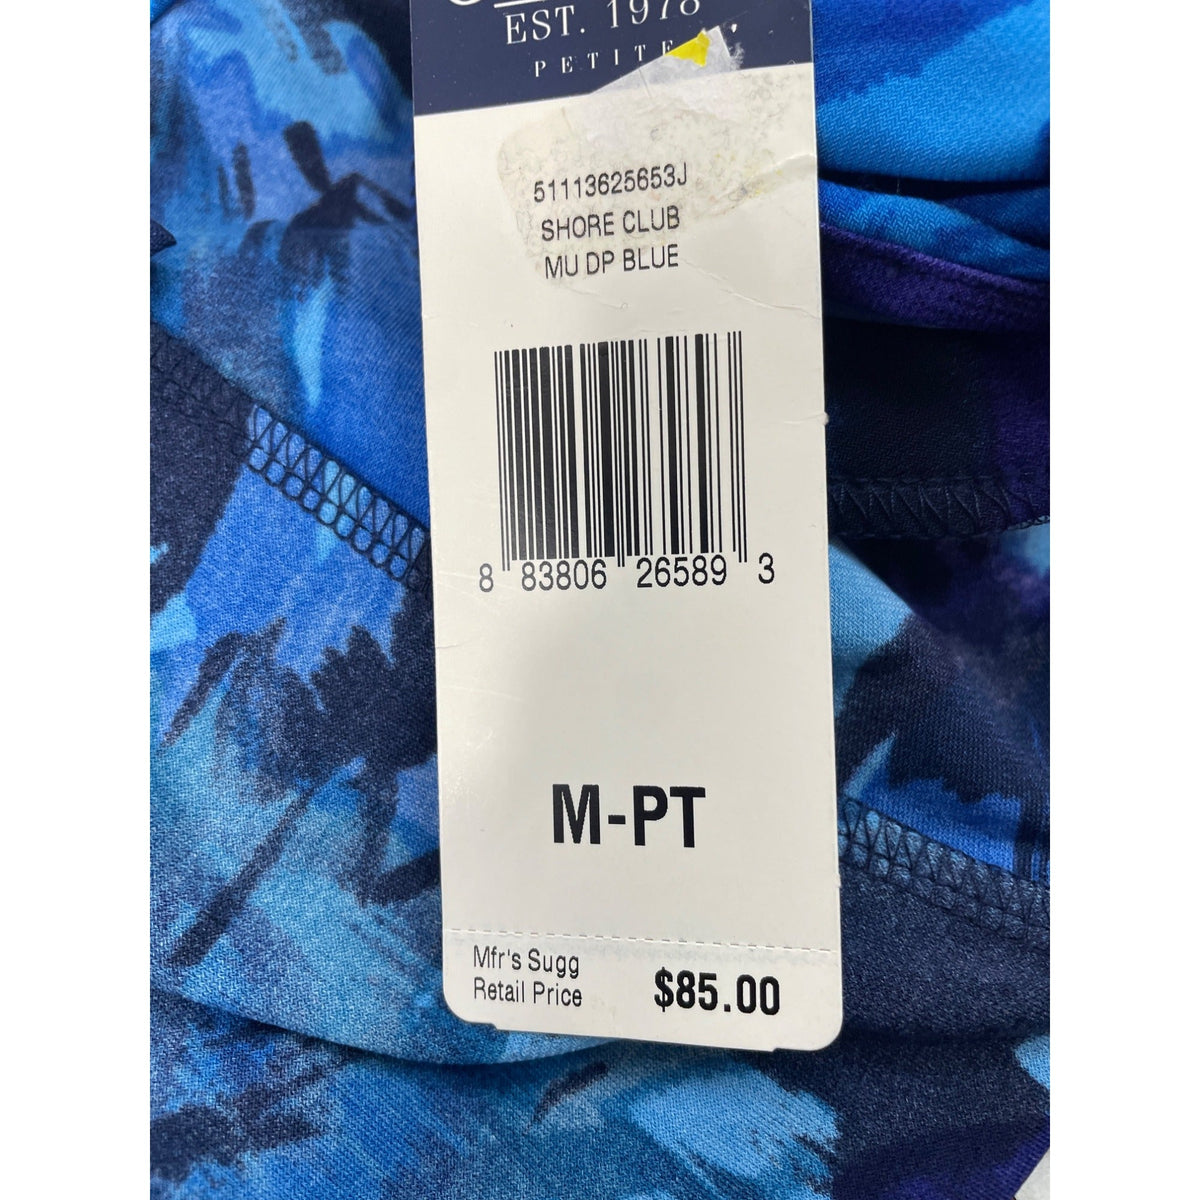 EST. 1978
PETITE
51113625653J
SHORE CLUB
MU DP BLUE
8 83806 26589 3
M-PT
Mfr's Sugg
Retail Price $85.00